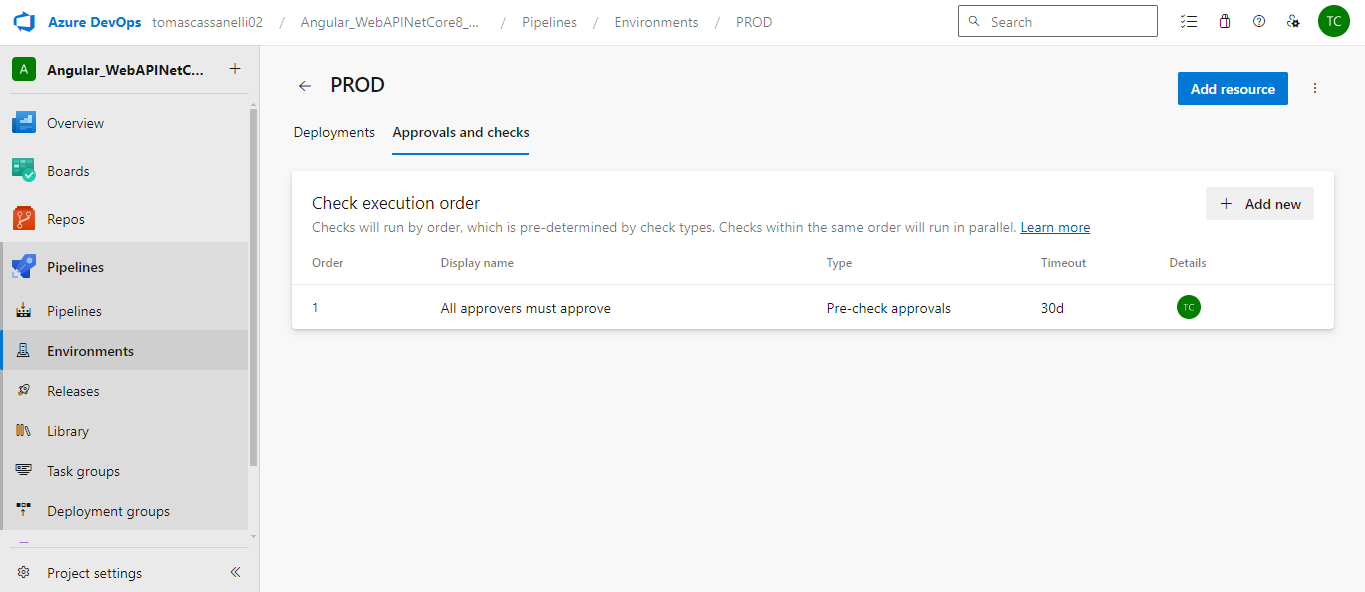 Azure DevOps tomascassanelli02 / Angular_WebAPINetCore8_... / Pipelines / Environments / PROD Search TC
A Angular_WebAPINetC... +
Overview
Boards
Repos
Pipelines
Pipelines
Environments
Releases
Library
Task groups
Deployment groups
Project settings
PROD
Add resource
Deployments Approvals and checks
Check execution order
+ Add new
Checks will run by order, which is pre-determined by check types. Checks within the same order will run in parallel. Learn more
Order Display name Type Timeout Details
1 All approvers must approve Pre-check approvals 30d TC